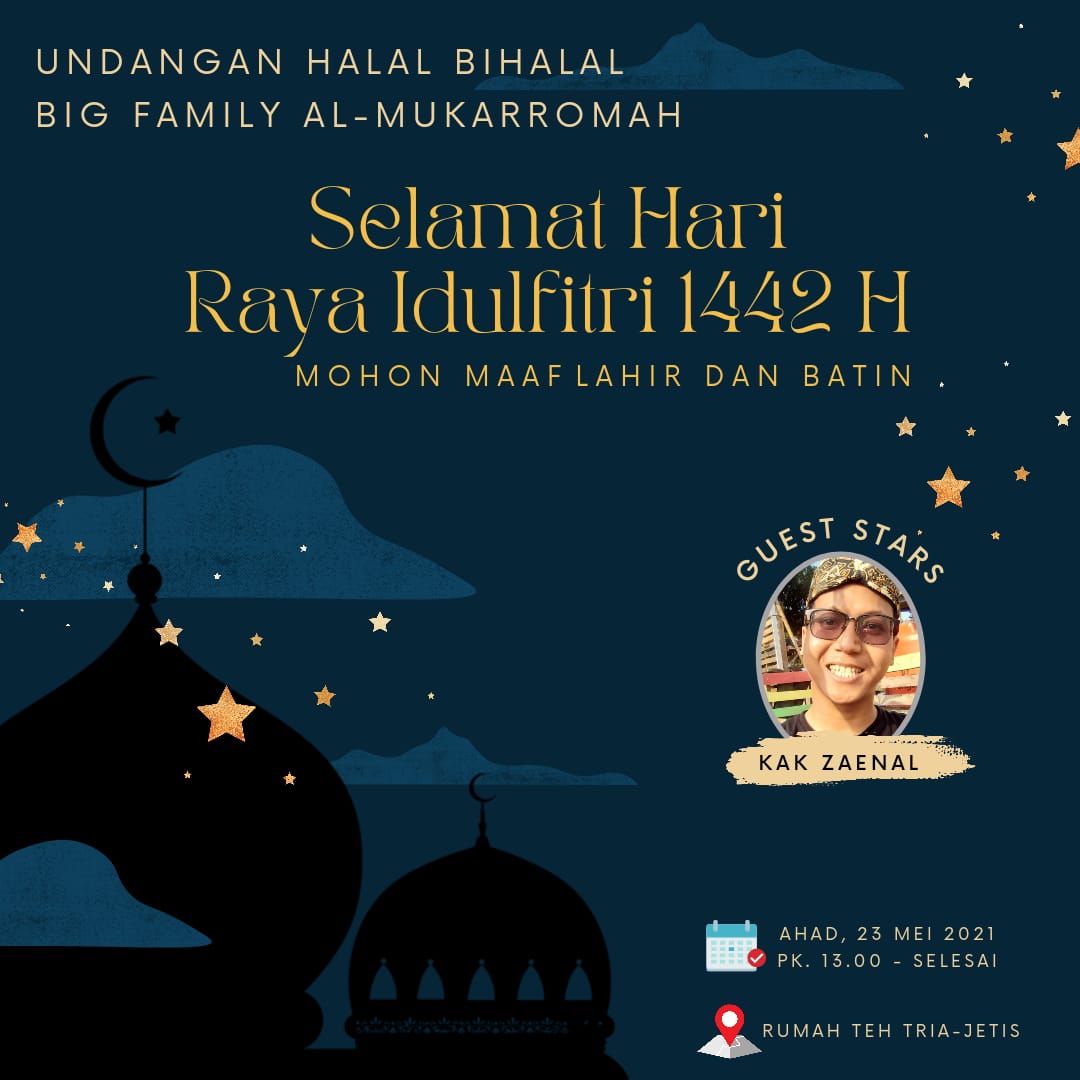 UNDANGAN HALAL BIHALAL
BIG FAMILY AL-MUKARROMAH
Selamat Hari
Raya Idulfitri 1442 H
MOHON MAAF LAHIR DAN BATIN
GUEST STARS
KAK ZAENAL
AHAD, 23 MEI 2021
PK. 13.00 - SELESAI
RUMAH TEH TRIA-JETIS